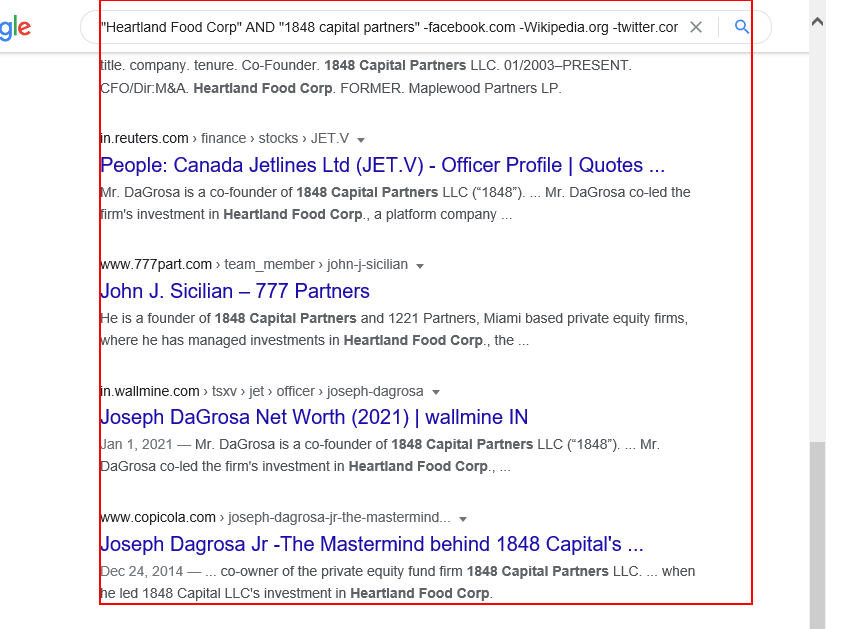 gle
"Heartland Food Corp" AND "1848 capital partners" -facebook.com -Wikipedia.org -twitter.cor
title. company. tenure. Co-Founder. 1848 Capital Partners LLC. 01/2003–PRESENT.
CFO/Dir:M&A. Heartland Food Corp. FORMER. Maplewood Partners LP.
in.reuters.com › finance › stocks › JET.V
People: Canada Jetlines Ltd (JET.V) - Officer Profile | Quotes ...
Mr. DaGrosa is a co-founder of 1848 Capital Partners LLC (“1848”). ... Mr. DaGrosa co-led the
firm's investment in Heartland Food Corp., a platform company ...
www.777part.com › team_member › john-j-sicilian
John J. Sicilian – 777 Partners
He is a founder of 1848 Capital Partners and 1221 Partners, Miami based private equity firms,
where he has managed investments in Heartland Food Corp., the ...
in.wallmine.com › tsxv › jet › officer › joseph-dagrosa
Joseph DaGrosa Net Worth (2021) | wallmine IN
Jan 1, 2021 — Mr. DaGrosa is a co-founder of 1848 Capital Partners LLC (“1848”). ... Mr.
DaGrosa co-led the firm's investment in Heartland Food Corp., ...
www.copicola.com › joseph-dagrosa-jr-the-mastermind...
Joseph Dagrosa Jr -The Mastermind behind 1848 Capital's ...
Dec 24, 2014 — ... co-owner of the private equity fund firm 1848 Capital Partners LLC. ... when
he led 1848 Capital LLC's investment in Heartland Food Corp.